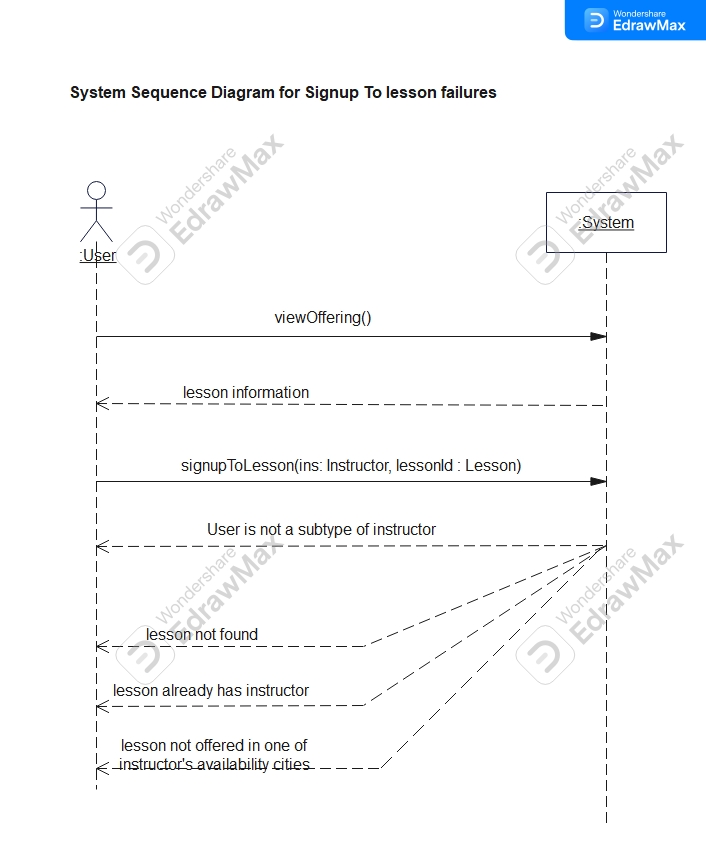 Wondershare
EdrawMax
System Sequence Diagram for Signup To lesson failures
Wondershare
EdrawMax
Wondershare
EdrawMax
:System
:User
viewOffering()
lesson information
signupToLesson(ins: Instructor, lessonId : Lesson)
User is not a subtype of instructor
Wondershare
EdrawMax
Wondershare
EdrawMax
lesson not found
lesson already has instructor
lesson not offered in one of
instructor's availability cities